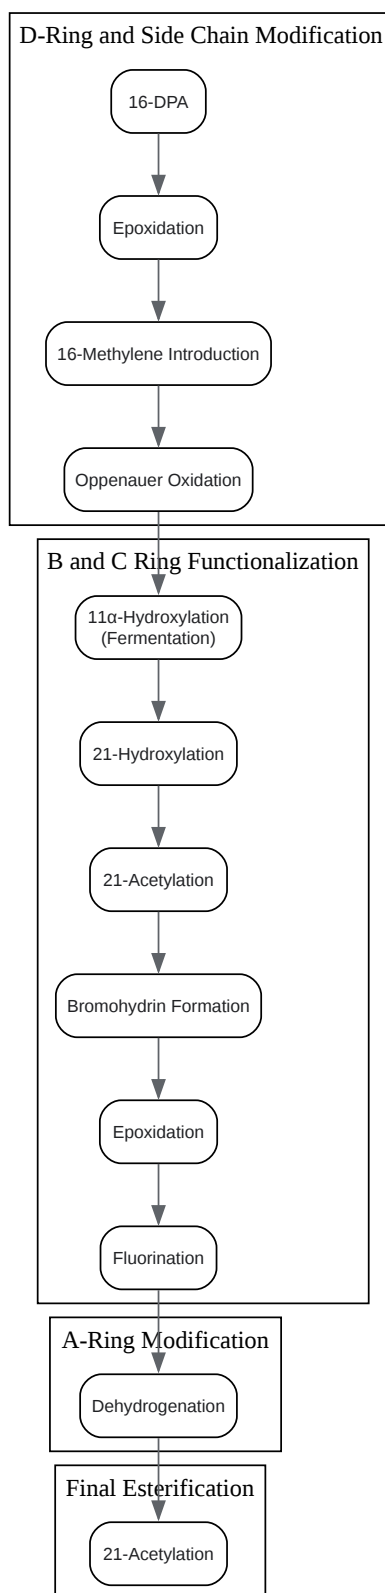 D-Ring and Side Chain Modification
16-DPA
Epoxidation
16-Methylene Introduction
Oppenauer Oxidation
B and C Ring Functionalization
11α-Hydroxylation
(Fermentation)
21-Hydroxylation
21-Acetylation
Bromohydrin Formation
Epoxidation
Fluorination
A-Ring Modification
Dehydrogenation
Final Esterification
21-Acetylation